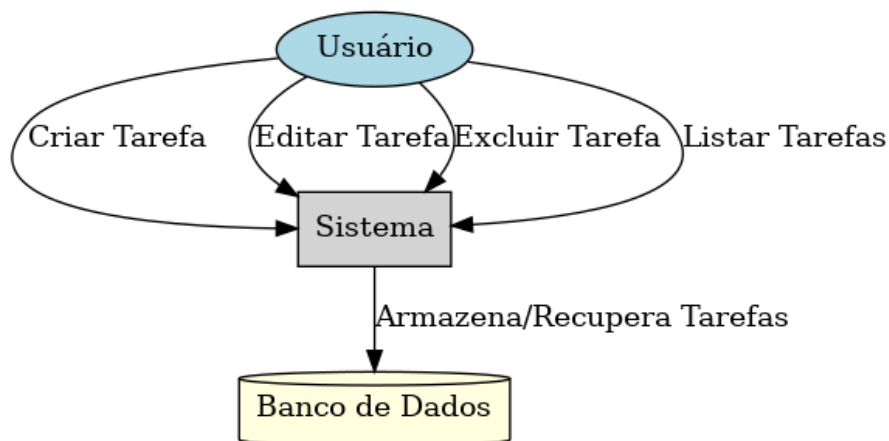 Usuário
Criar Tarefa
Editar Tarefa
Excluir Tarefa
Listar Tarefas
Sistema
Armazena/Recupera Tarefas
Banco de Dados